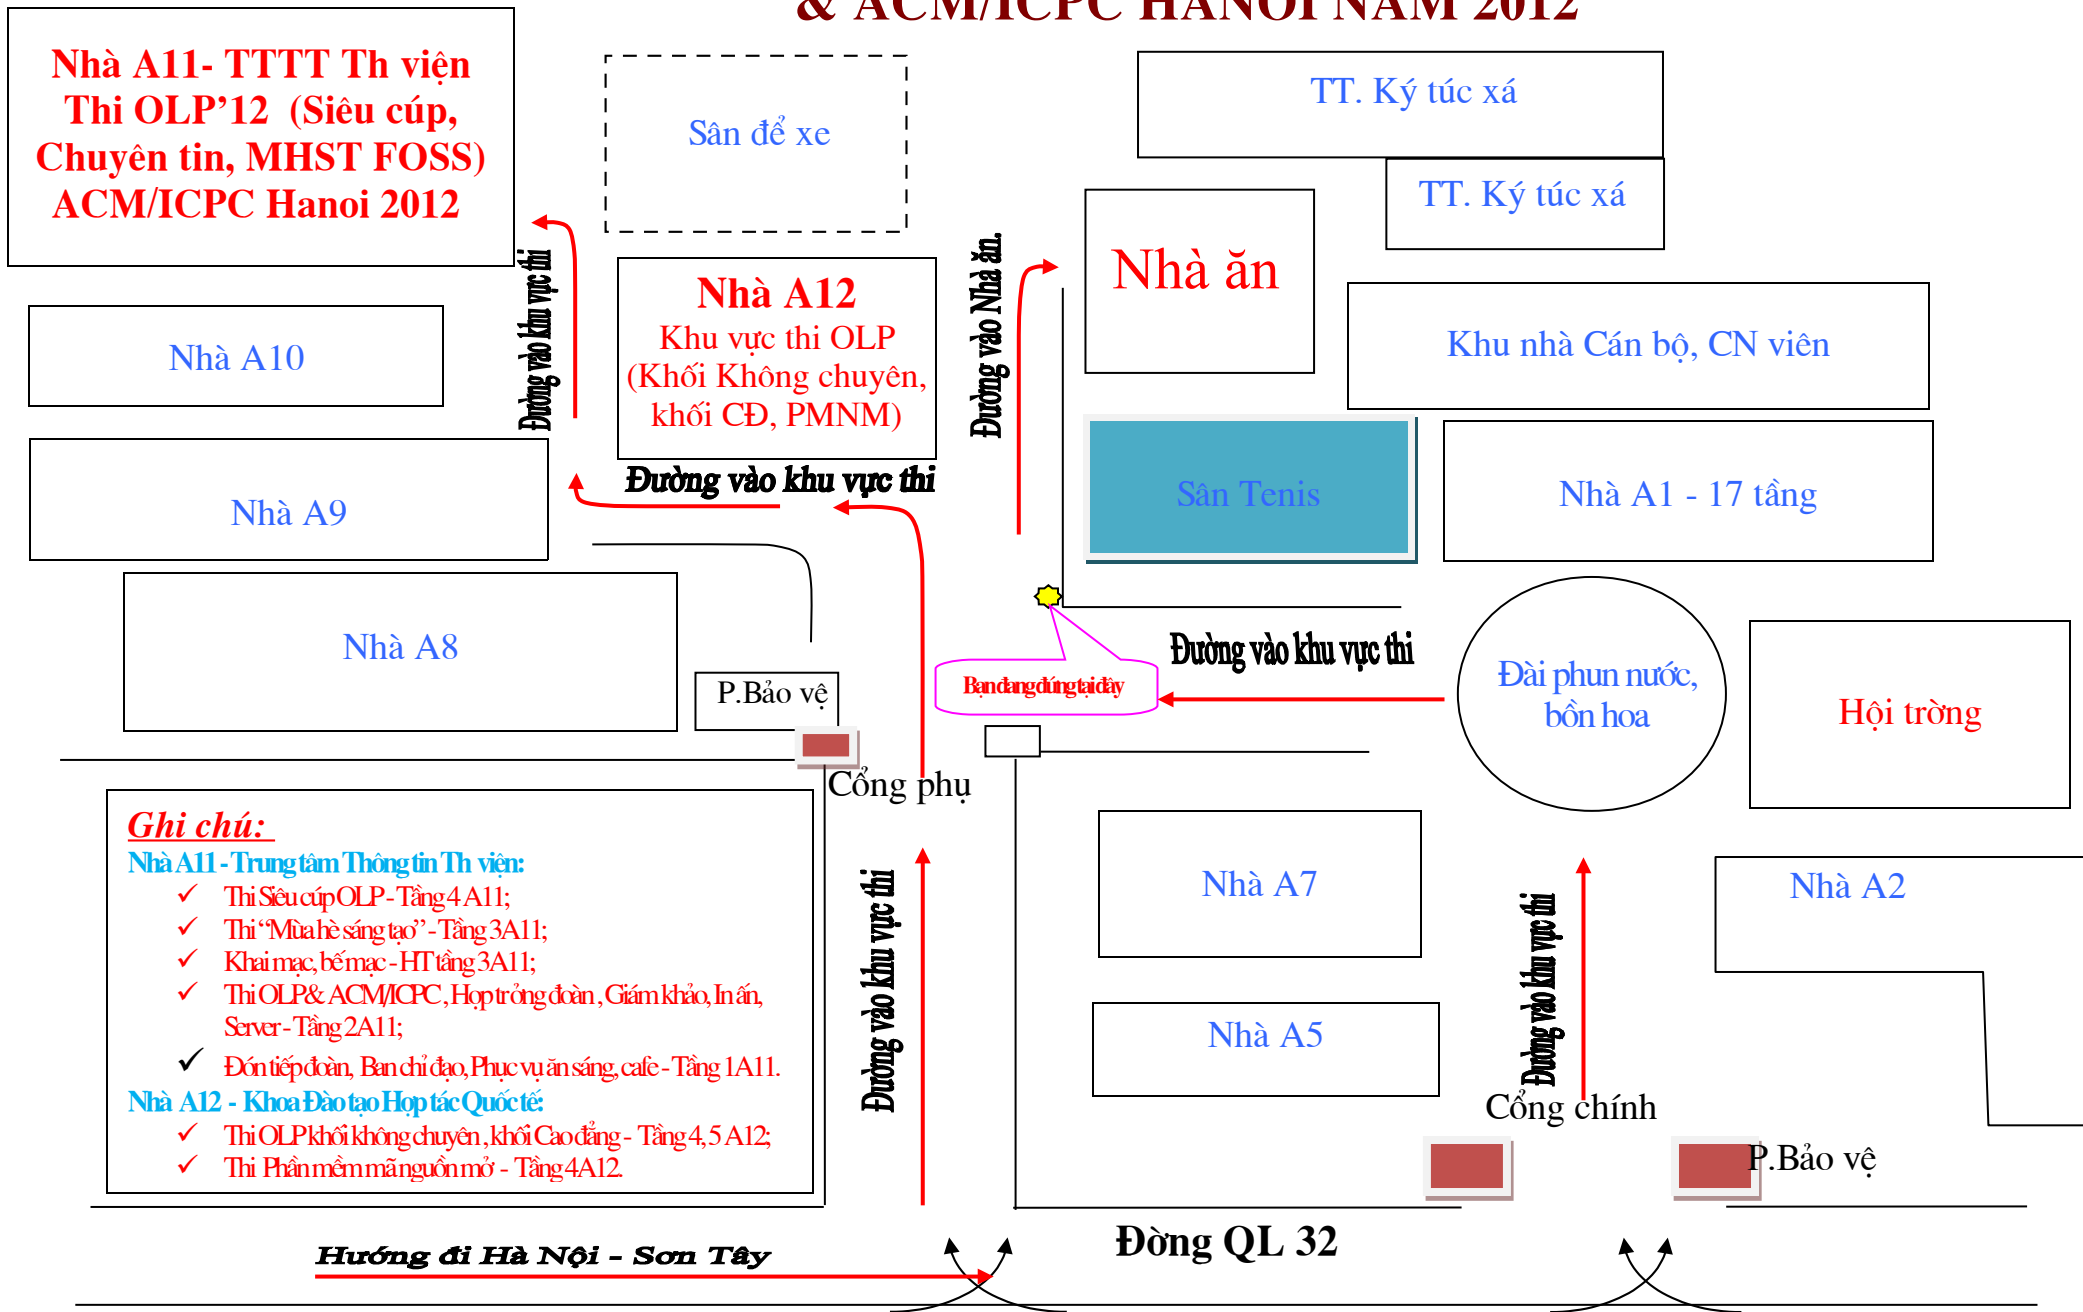 & ACM/ICPC HANOI NĂM 2012
Nhà A11- TTTT Th viện
Thi OLP’12 (Siêu cúp,
Chuyên tin, MHST FOSS)
ACM/ICPC Hanoi 2012
Sân để xe
TT. Ký túc xá
TT. Ký túc xá
Nhà ăn
Nhà A12
Khu vực thi OLP
(Khối Không chuyên,
khối CĐ, PMNM)
Đường vào khu vực thi
Đường vào Nhà ăn.
Nhà A10
Khu nhà Cán bộ, CN viên
Nhà A9
Đường vào khu vực thi
Sân Tenis
Nhà A1 - 17 tầng
Nhà A8
P.Bảo vệ
Bạn đang đúng tại đây
Đường vào khu vực thi
Đài phun nước,
bồn hoa
Hội trờng
Cổng phụ
Ghi chú:
Nhà A11 - Trung tâm Thông tin Th viện:
✓ Thi Siêu cúp OLP - Tầng 4 A11;
✓ Thi “Mùa hè sáng tạo” - Tầng 3A11;
✓ Khai mạc, bế mạc - HT tầng 3A11;
✓ Thi OLP& ACM/ICPC , Họp trởng đoàn , Giám khảo, In ấn,
Server - Tầng 2A11;
✓ Đón tiếp đoàn, Ban chỉ đạo, Phục vụ ăn sáng, cafe - Tầng 1A11.
Nhà A12 - Khoa Đào tạo Hợp tác Quốc tế:
✓ Thi OLP khối không chuyên , khối Cao đẳng - Tầng 4, 5 A12;
✓ Thi Phần mềm mã nguồn mở - Tầng 4A12.
Đường vào khu vực thi
Nhà A7
Nhà A5
Đường vào khu vực thi
Nhà A2
Cổng chính
P.Bảo vệ
Hướng đi Hà Nội - Sơn Tây
Đờng QL 32